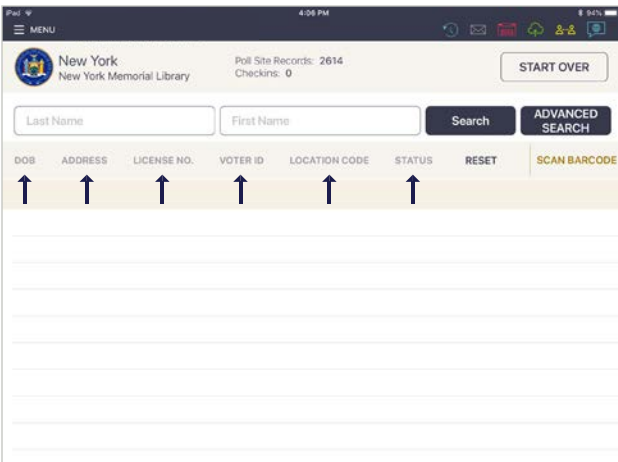 iPad 4:06 PM 94%
MENU
New York
New York Memorial Library
Poll Site Records: 2614
Checkins: 0
START OVER
Last Name First Name Search ADVANCED SEARCH
DOB ADDRESS LICENSE NO. VOTER ID LOCATION CODE STATUS RESET SCAN BARCODE